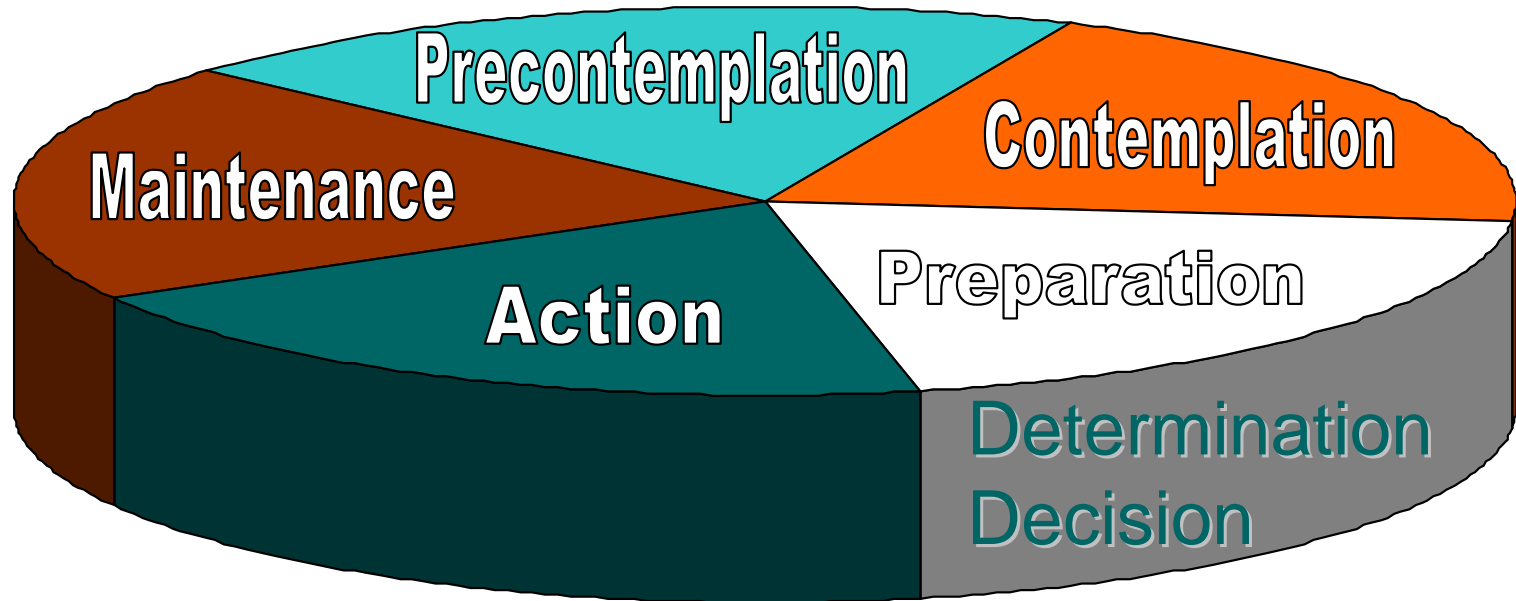 Precontemplation
Contemplation
Maintenance
Preparation
Action
Determination
Decision